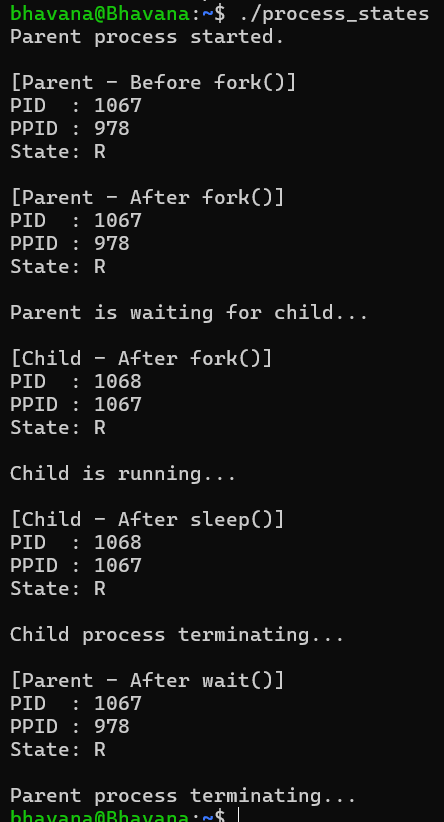 bhavana@Bhavana:~$ ./process_states
Parent process started.
[Parent - Before fork()]
PID  : 1067
PPID : 978
State: R
[Parent - After fork()]
PID  : 1067
PPID : 978
State: R
Parent is waiting for child...
[Child - After fork()]
PID  : 1068
PPID : 1067
State: R
Child is running...
[Child - After sleep()]
PID  : 1068
PPID : 1067
State: R
Child process terminating...
[Parent - After wait()]
PID  : 1067
PPID : 978
State: R
Parent process terminating...
bhavana@Bhavana:~$